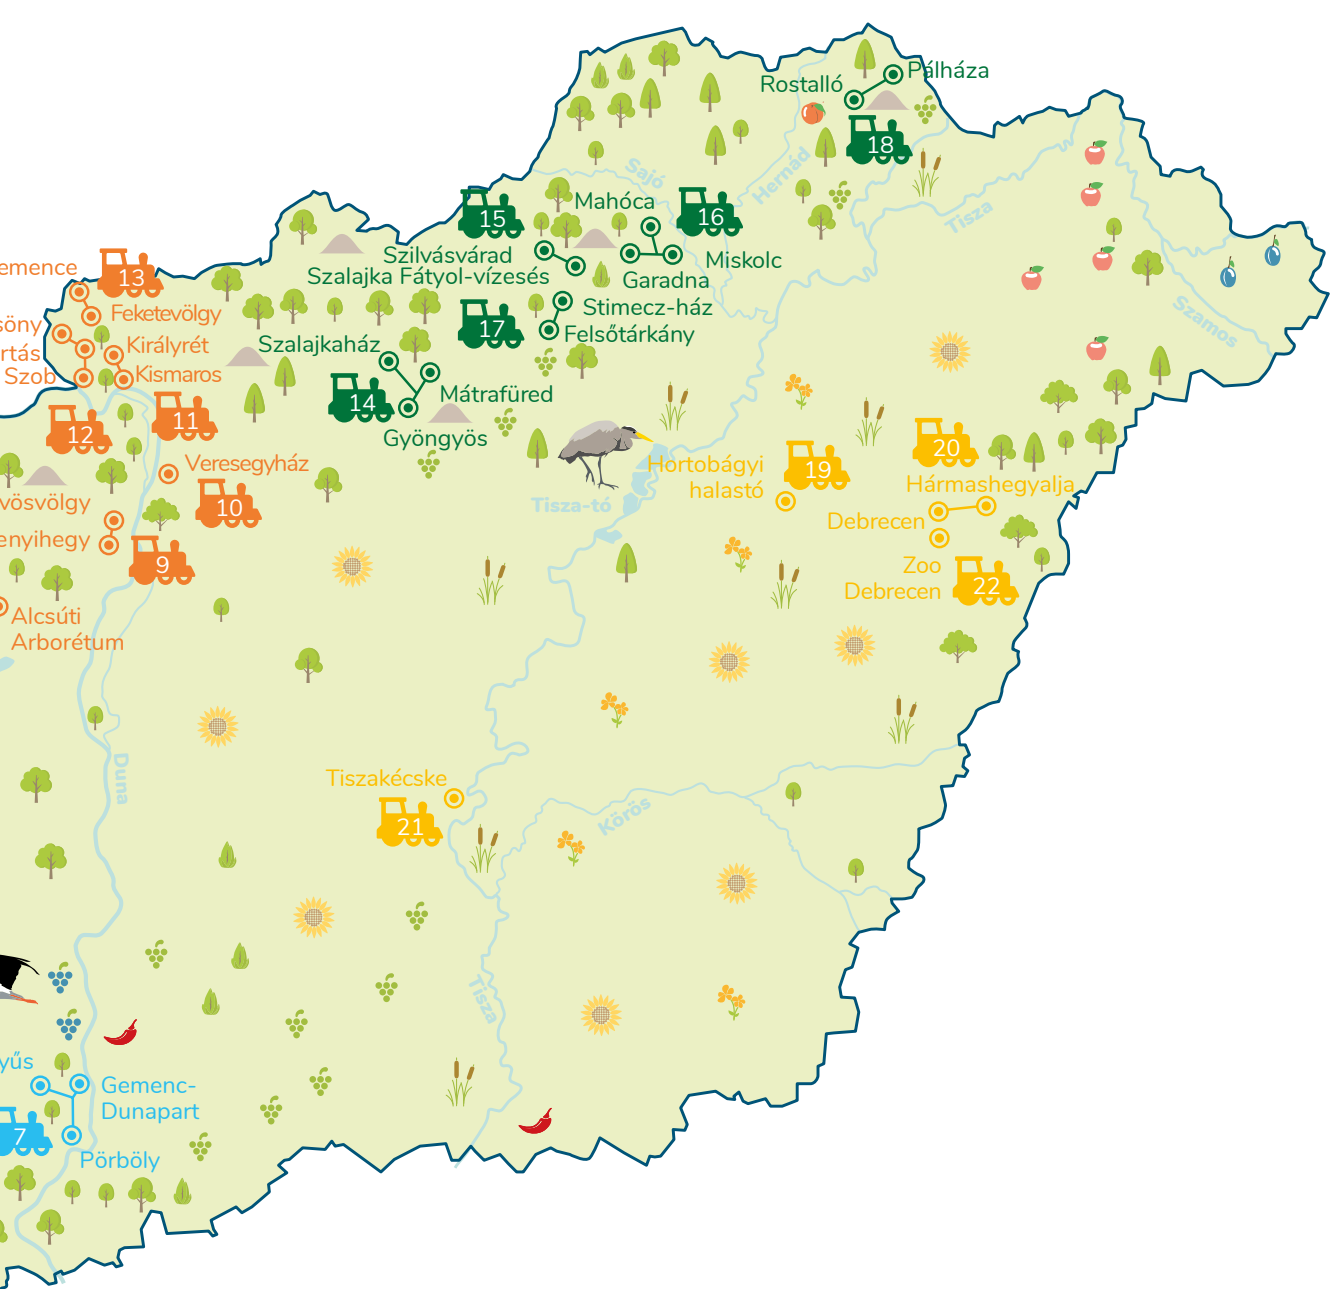 Pálháza
Rostalló
18
Sajó
Hernád
Tisza
Mahóca
15
16
Szilvásvárad
Szalajka Fátyol-vízesés
Miskolc
Garadna
emence
13
Feketevölgy
Stimecz-ház
17
Felsőtárkány
Szamos
söny
Királyrét
rtás
Szob
Kismaros
Szalajkaház
14
Mátrafüred
Gyöngyös
11
12
Veresegyház
10
vösvölgy
enyihegy
9
Tisza-tó
Hortobágyi
halastó
19
20
Hármashegyalja
Debrecen
Zoo
Debrecen
22
Alcsúti
Arborétum
Duna
Tiszakécske
21
Körös
Tisza
yűs
Gemenc-
Dunapart
7
Pörböly